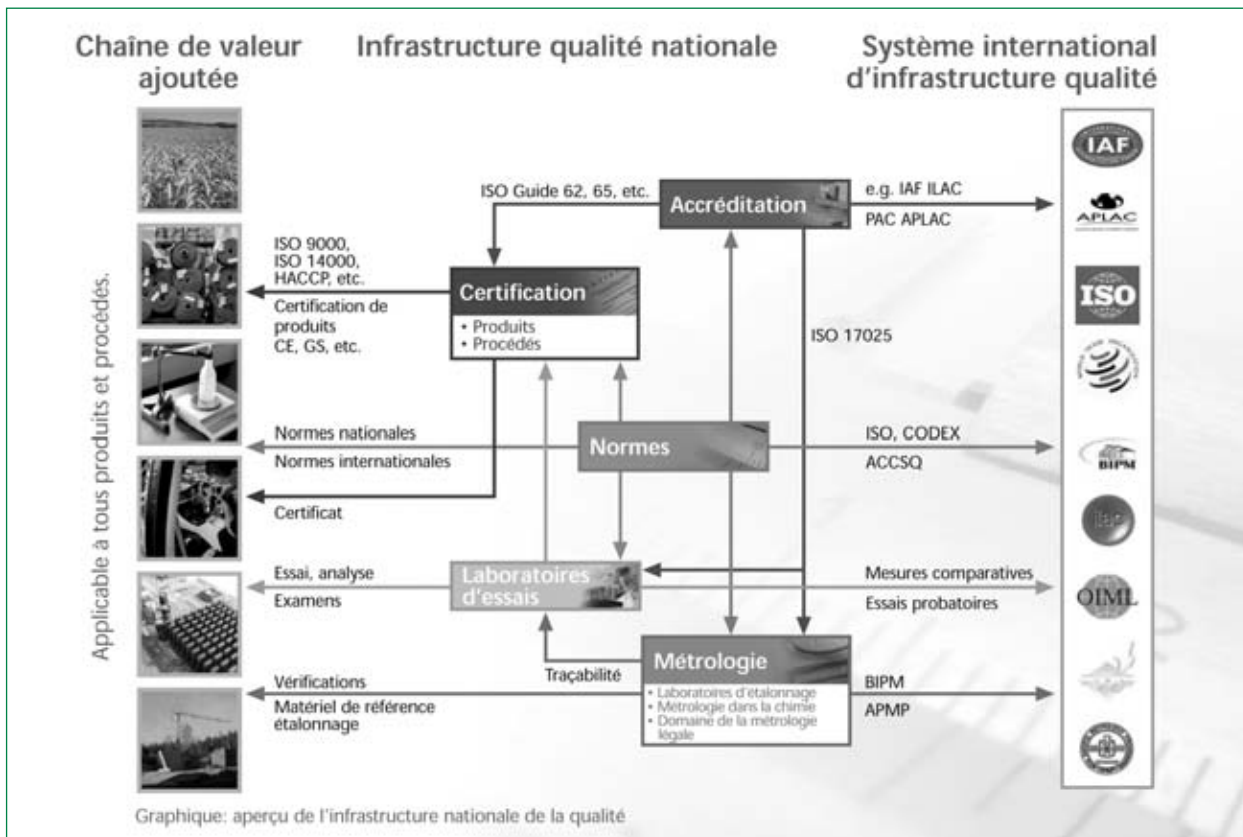 Chaîne de valeur
ajoutée
Infrastructure qualité nationale
Système international
d'infrastructure qualité
Applicable à tous produits et procédés.
ISO Guide 62, 65, etc.
Accréditation
e.g. IAF ILAC
PAC APLAC
IAF
APLAC
ISO 9000,
ISO 14000,
HACCP, etc.
Certification de
produits
CE, GS, etc.
Certification
• Produits
• Procédés
ISO 17025
ISO
Normes nationales
Normes internationales
Normes
ISO, CODEX
ACCSQ
BIPM
Certificat
Essai, analyse
Examens
Laboratoires
d'essais
Mesures comparatives
Essais probatoires
OIML
Traçabilité
Métrologie
• Laboratoires d'étalonnage
• Métrologie dans la chimie
• Domaine de la métrologie
légale
Vérifications
Matériel de référence
étalonnage
BIPM
APMP
Graphique: aperçu de l'infrastructure nationale de la qualité